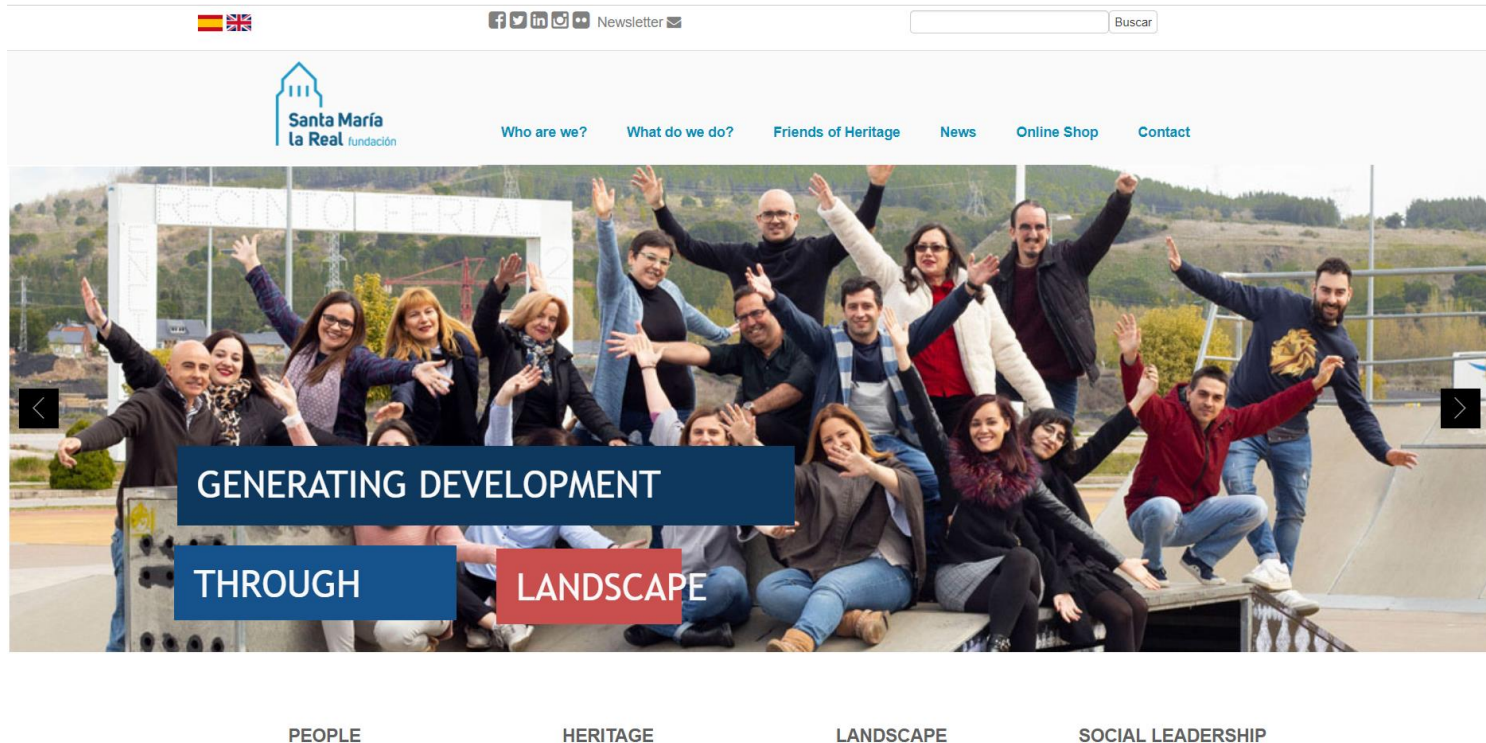 Newsletter
Buscar
Santa María
la Real fundación
Who are we? What do we do? Friends of Heritage News Online Shop Contact
RECINTO FERIA
GENERATING DEVELOPMENT
THROUGH LANDSCAPE
PEOPLE HERITAGE LANDSCAPE SOCIAL LEADERSHIP